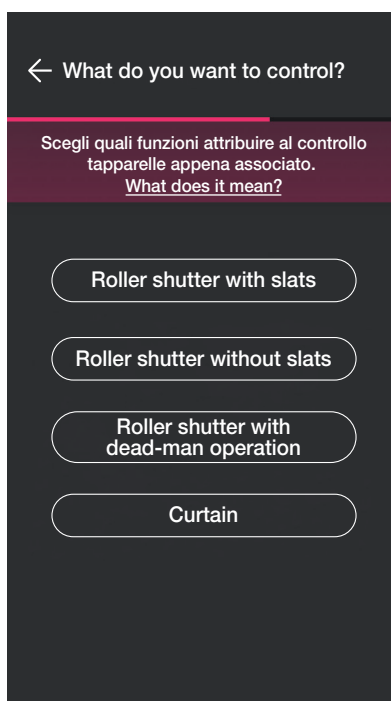 What do you want to control?
Scegli quali funzioni attribuire al controllo
tapparelle appena associato.
What does it mean?
Roller shutter with slats
Roller shutter without slats
Roller shutter with
dead-man operation
Curtain